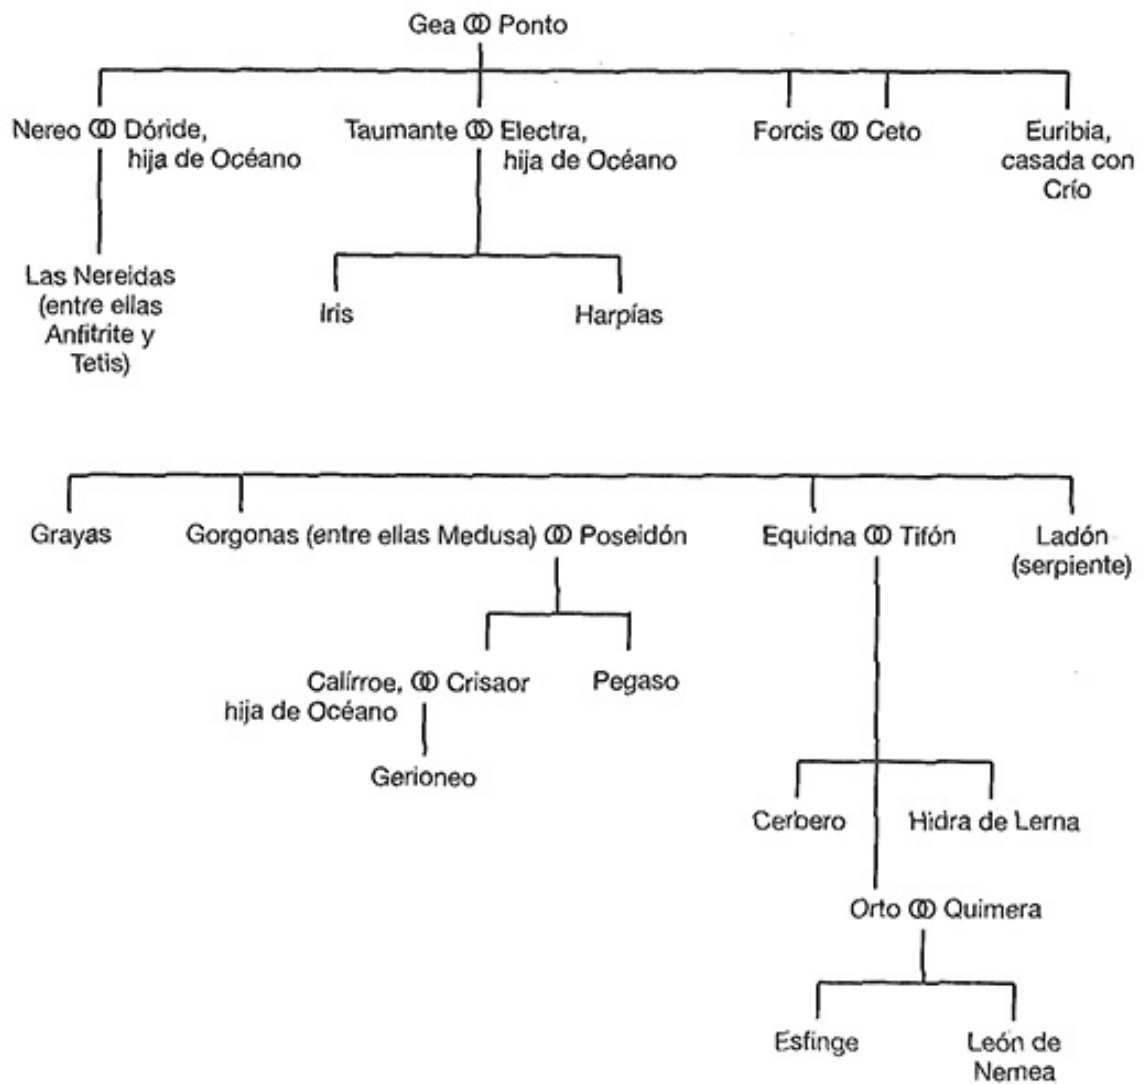 Gea ⚭ Ponto
Nereo ⚭ Dóride,
hija de Océano
Taumante ⚭ Electra,
hija de Océano
Forcis ⚭ Ceto
Euribia,
casada con
Crío
Las Nereidas
(entre ellas
Anfitrite y
Tetis)
Iris
Harpías
Grayas
Gorgonas (entre ellas Medusa) ⚭ Poseidón
Equidna ⚭ Tifón
Ladón
(serpiente)
Calírroe, ⚭ Crisaor
hija de Océano
Pegaso
Gerioneo
Cerbero
Hidra de Lerna
Orto ⚭ Quimera
Esfinge
León de
Nemea